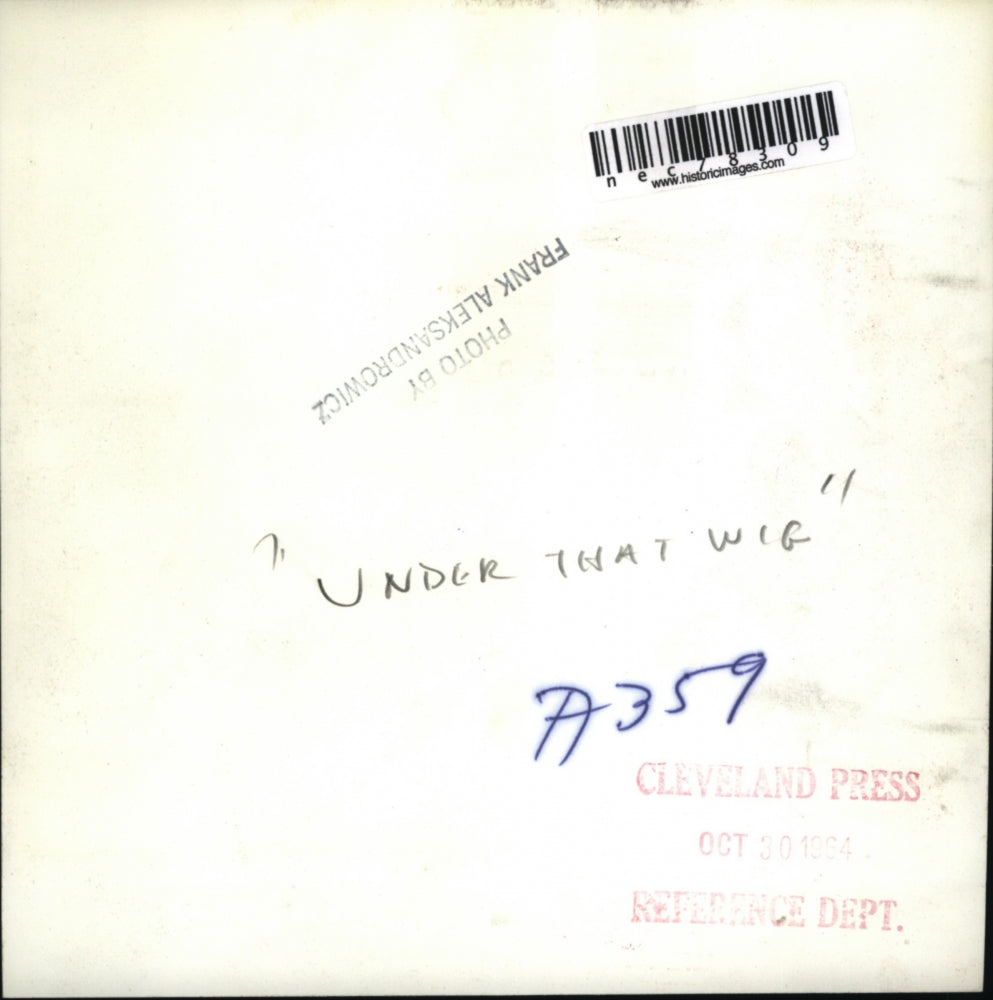 nec78309
www.historicimages.com
PHOTO BY
FRANK ALEKSANDROWICZ
"UNDER THAT WIG"
A359
CLEVELAND PRESS
OCT 30 1964
REFERENCE DEPT.